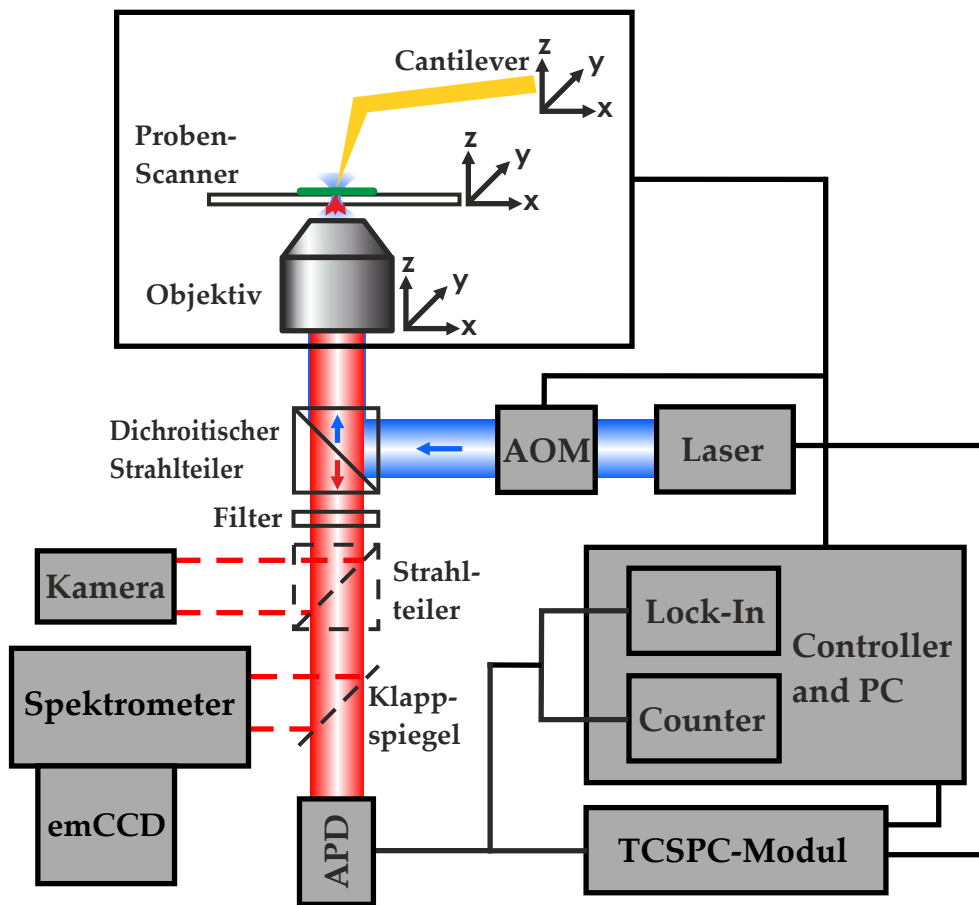 Cantilever
z
y
x
Proben-
Scanner
z
y
x
Objektiv
z
y
x
Dichroitischer
Strahlteiler
AOM
Laser
Filter
Kamera
Strahl-
teiler
Lock-In
Controller
and PC
Counter
Spektrometer
Klapp-
spiegel
emCCD
APD
TCSPC-Modul